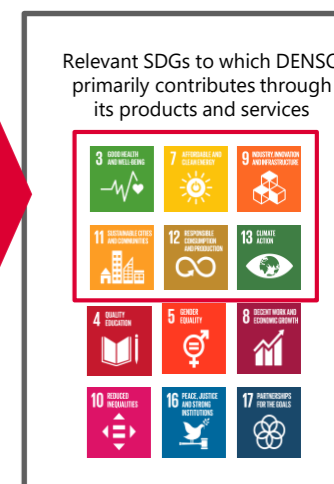 Relevant SDGs to which DENSO
primarily contributes through
its products and services
3 GOOD HEALTH
AND WELL-BEING
7 AFFORDABLE AND
CLEAN ENERGY
9 INDUSTRY, INNOVATION
AND INFRASTRUCTURE
11 SUSTAINABLE CITIES
AND COMMUNITIES
12 RESPONSIBLE
CONSUMPTION
AND PRODUCTION
13 CLIMATE
ACTION
4 QUALITY
EDUCATION
5 GENDER
EQUALITY
8 DECENT WORK AND
ECONOMIC GROWTH
10 REDUCED
INEQUALITIES
16 PEACE, JUSTICE
AND STRONG
INSTITUTIONS
17 PARTNERSHIPS
FOR THE GOALS